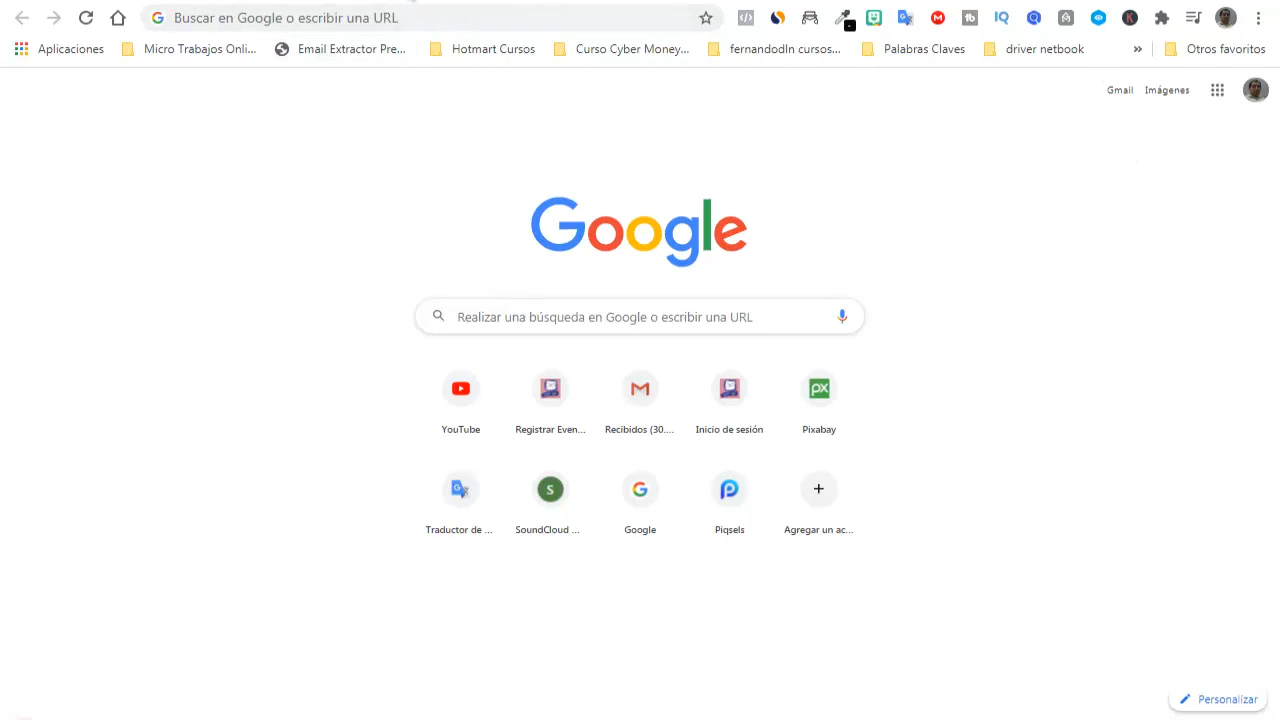 Buscar en Google o escribir una URL
Aplicaciones Micro Trabajos Onli... Email Extractor Pre... Hotmart Cursos Curso Cyber Money... fernandodln cursos... Palabras Claves driver netbook » Otros favoritos
Gmail Imágenes
Google
Realizar una búsqueda en Google o escribir una URL
YouTube Registrar Even... Recibidos (30.... Inicio de sesión Pixabay
Traductor de ... SoundCloud ... Google Piqsels Agregar un ac...
Personalizar